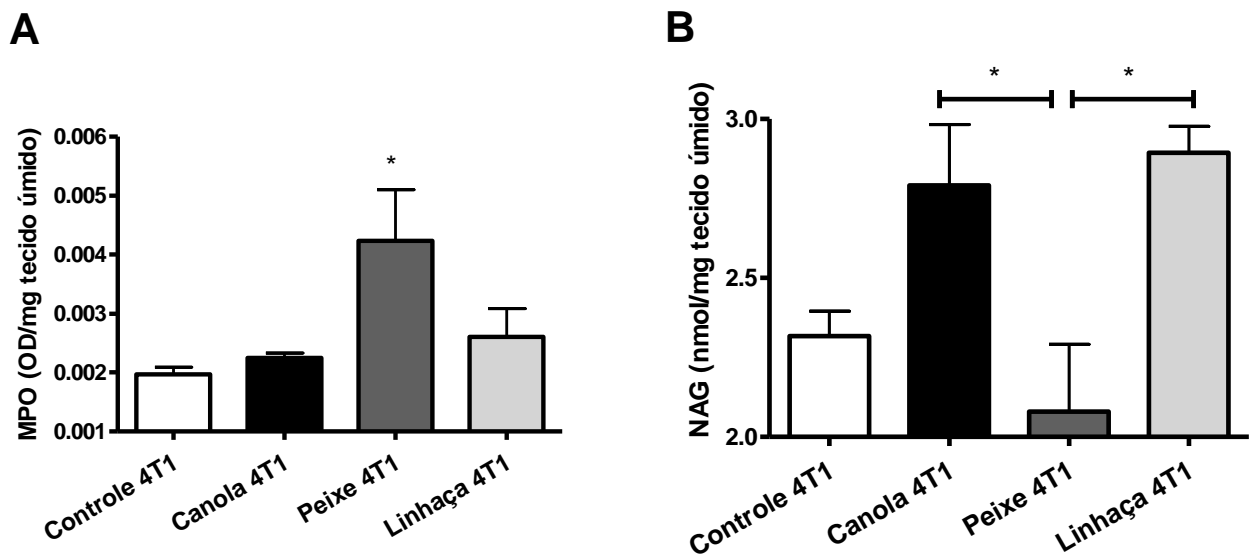 A
MPO (OD/mg tecido úmido)
0.006
0.005
0.004
0.003
0.002
0.001
*
Controle 4T1
Canola 4T1
Peixe 4T1
Linhaça 4T1
B
NAG (nmol/mg tecido úmido)
3.0
2.5
2.0
*
*
Controle 4T1
Canola 4T1
Peixe 4T1
Linhaça 4T1